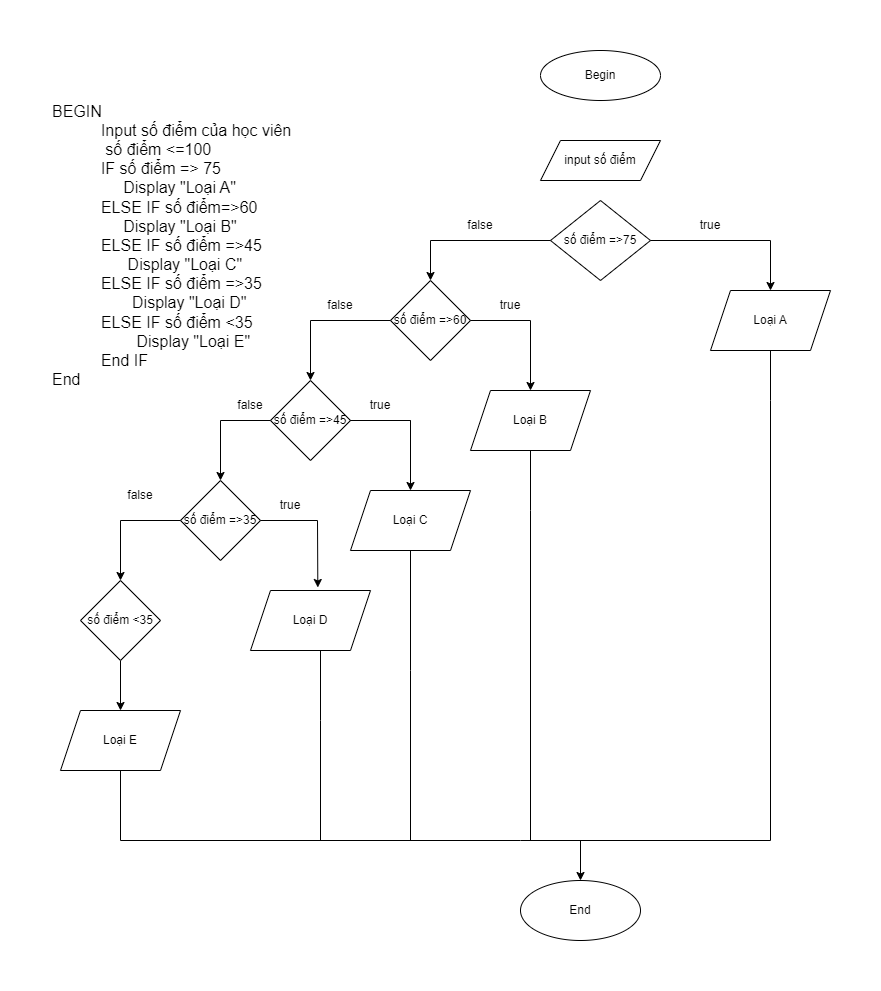 BEGIN
Input số điểm của học viên
số điểm <=100
IF số điểm => 75
Display "Loại A"
ELSE IF số điểm=>60
Display "Loại B"
ELSE IF số điểm =>45
Display "Loại C"
ELSE IF số điểm =>35
Display "Loại D"
ELSE IF số điểm <35
Display "Loại E"
End IF
End
Begin
input số điểm
false
số điểm =>75
true
Loại A
false
số điểm =>60
true
Loại B
false
số điểm =>45
true
Loại C
false
số điểm =>35
true
Loại D
số điểm <35
Loại E
End